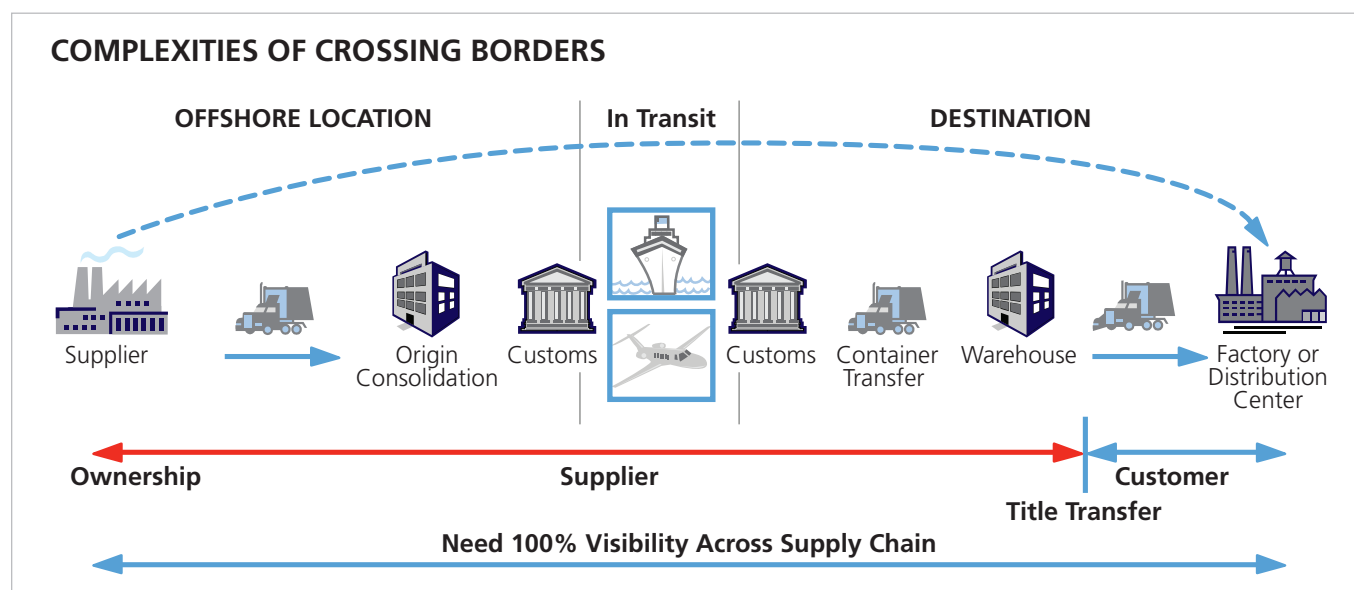 COMPLEXITIES OF CROSSING BORDERS
OFFSHORE LOCATION
In Transit
DESTINATION
Supplier
Origin
Consolidation
Customs
Customs
Container
Transfer
Warehouse
Factory or
Distribution
Center
Ownership
Supplier
Customer
Title Transfer
Need 100% Visibility Across Supply Chain